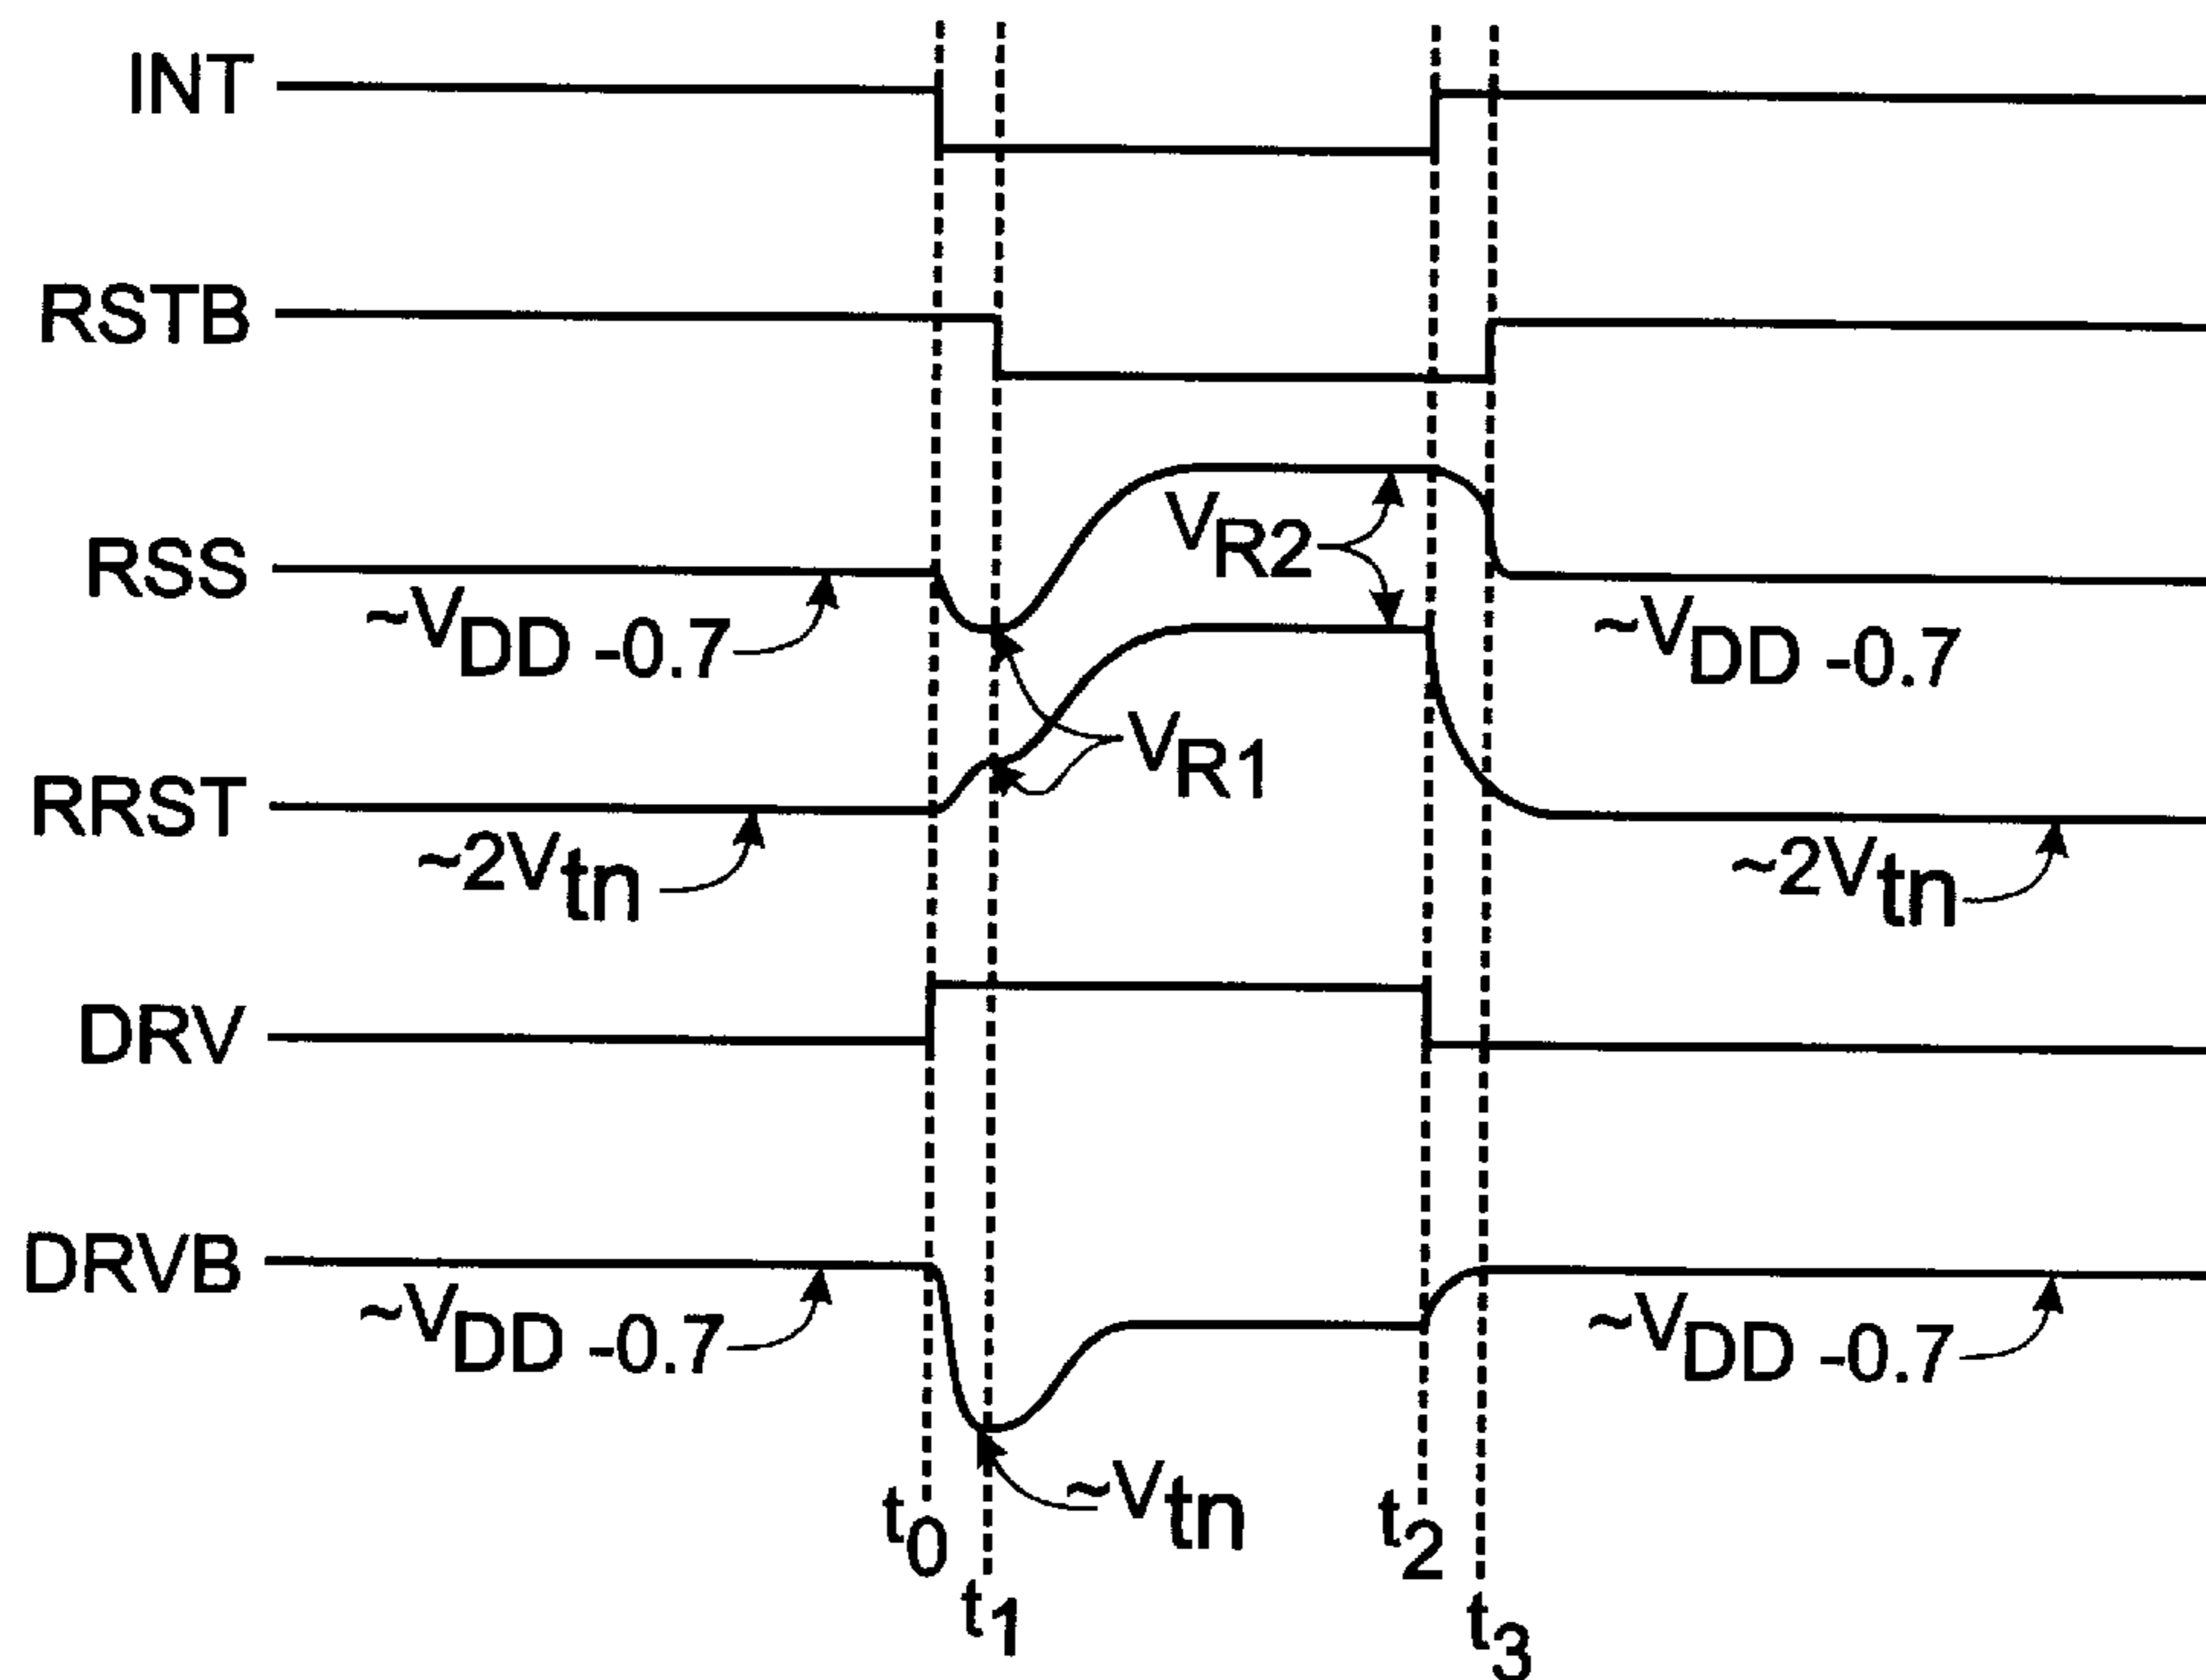 INT
RSTB
RSS
~VDD -0.7
VR2
~VDD -0.7
VR1
RRST
~2Vtn
~2Vtn
DRV
DRVB
~VDD -0.7
~VDD -0.7
~Vtn
t0
t1
t2
t3